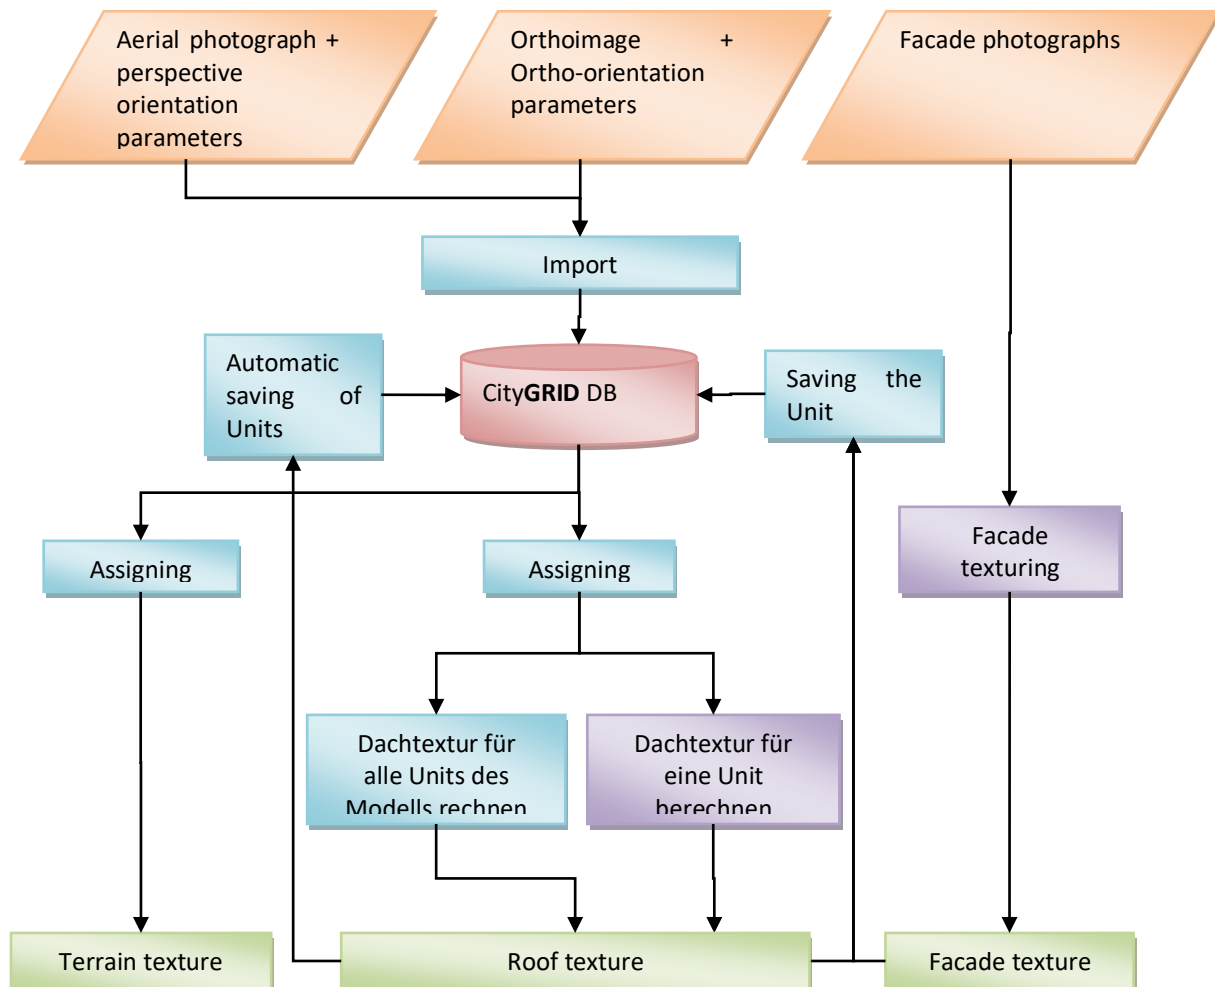 Aerial photograph +
perspective
orientation
parameters
Orthoimage +
Ortho-orientation
parameters
Facade photographs
Import
Automatic
saving of
Units
CityGRID DB
Saving the
Unit
Facade
texturing
Assigning
Assigning
Dachtextur für
alle Units des
Modells rechnen
Dachtextur für
eine Unit
berechnen
Terrain texture
Roof texture
Facade texture